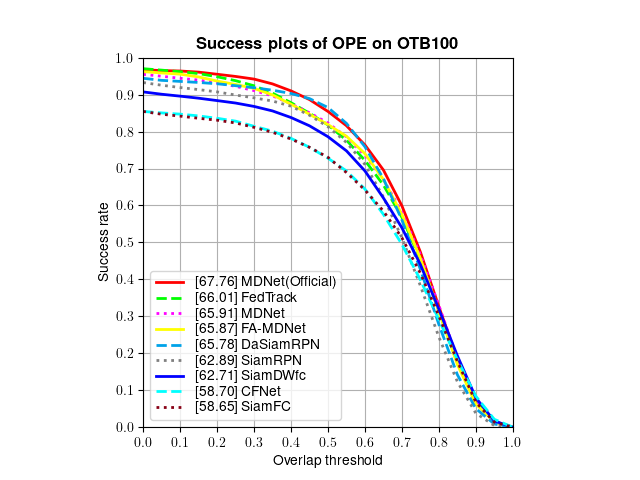 Success plots of OPE on OTB100
1.0
0.9
0.8
0.7
0.6
0.5
0.4
0.3
0.2
0.1
0.0
Success rate
[67.76] MDNet(Official)
[66.01] FedTrack
[65.91] MDNet
[65.87] FA-MDNet
[65.78] DaSiamRPN
[62.89] SiamRPN
[62.71] SiamDWfc
[58.70] CFNet
[58.65] SiamFC
0.0 0.1 0.2 0.3 0.4 0.5 0.6 0.7 0.8 0.9 1.0
Overlap threshold